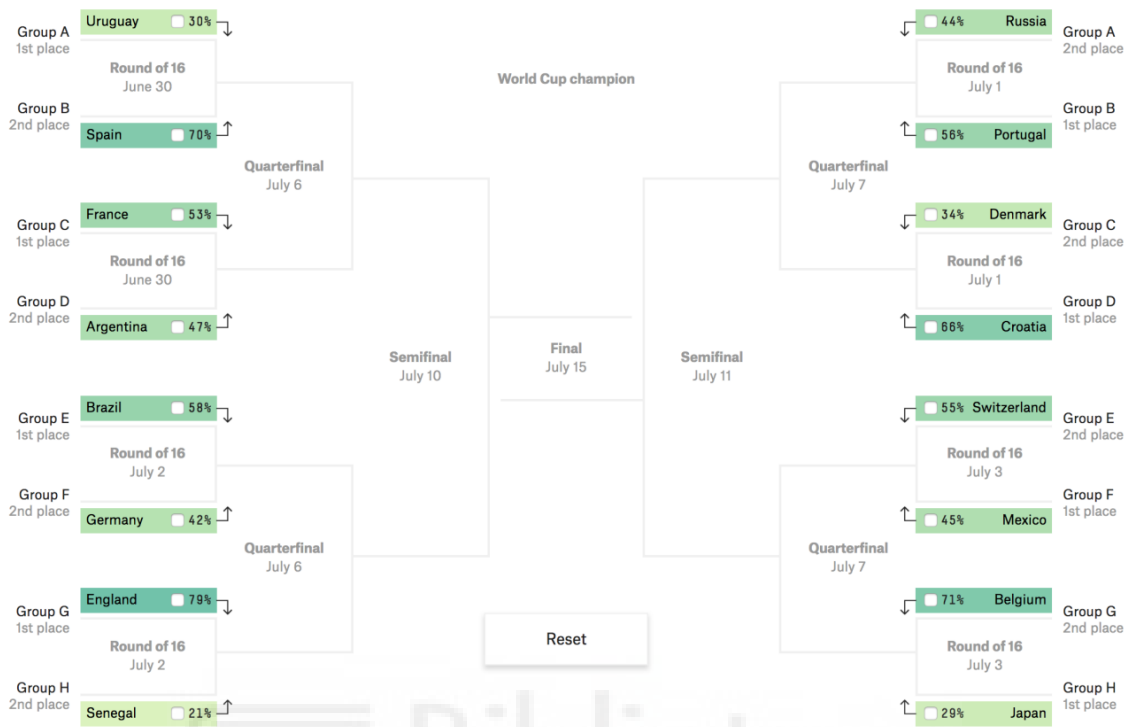 Group A
1st place
Uruguay 30%
Round of 16
June 30
Group B
2nd place
Spain 70%
Quarterfinal
July 6
Group C
1st place
France 53%
Round of 16
June 30
Group D
2nd place
Argentina 47%
Semifinal
July 10
Group E
1st place
Brazil 58%
Round of 16
July 2
Group F
2nd place
Germany 42%
Quarterfinal
July 6
Group G
1st place
England 79%
Round of 16
July 2
Group H
2nd place
Senegal 21%
World Cup champion
Final
July 15
Reset
44% Russia
Group A
2nd place
Round of 16
July 1
Group B
1st place
56% Portugal
Quarterfinal
July 7
34% Denmark
Group C
2nd place
Round of 16
July 1
Group D
1st place
66% Croatia
Semifinal
July 11
55% Switzerland
Group E
2nd place
Round of 16
July 3
Group F
1st place
45% Mexico
Quarterfinal
July 7
71% Belgium
Group G
2nd place
Round of 16
July 3
Group H
1st place
29% Japan